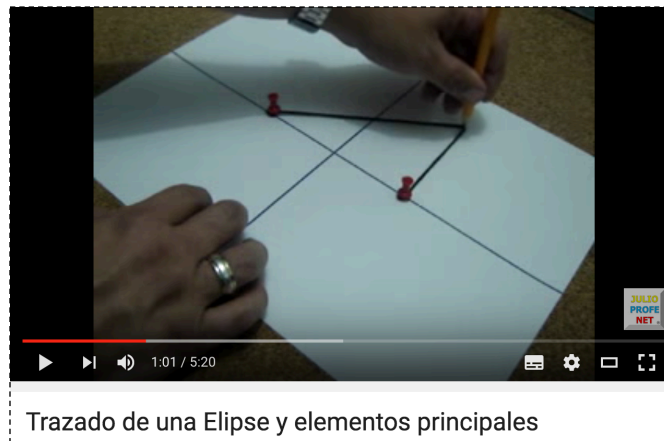 JULIO
PROFE
NET .
1:01 / 5:20
Trazado de una Elipse y elementos principales